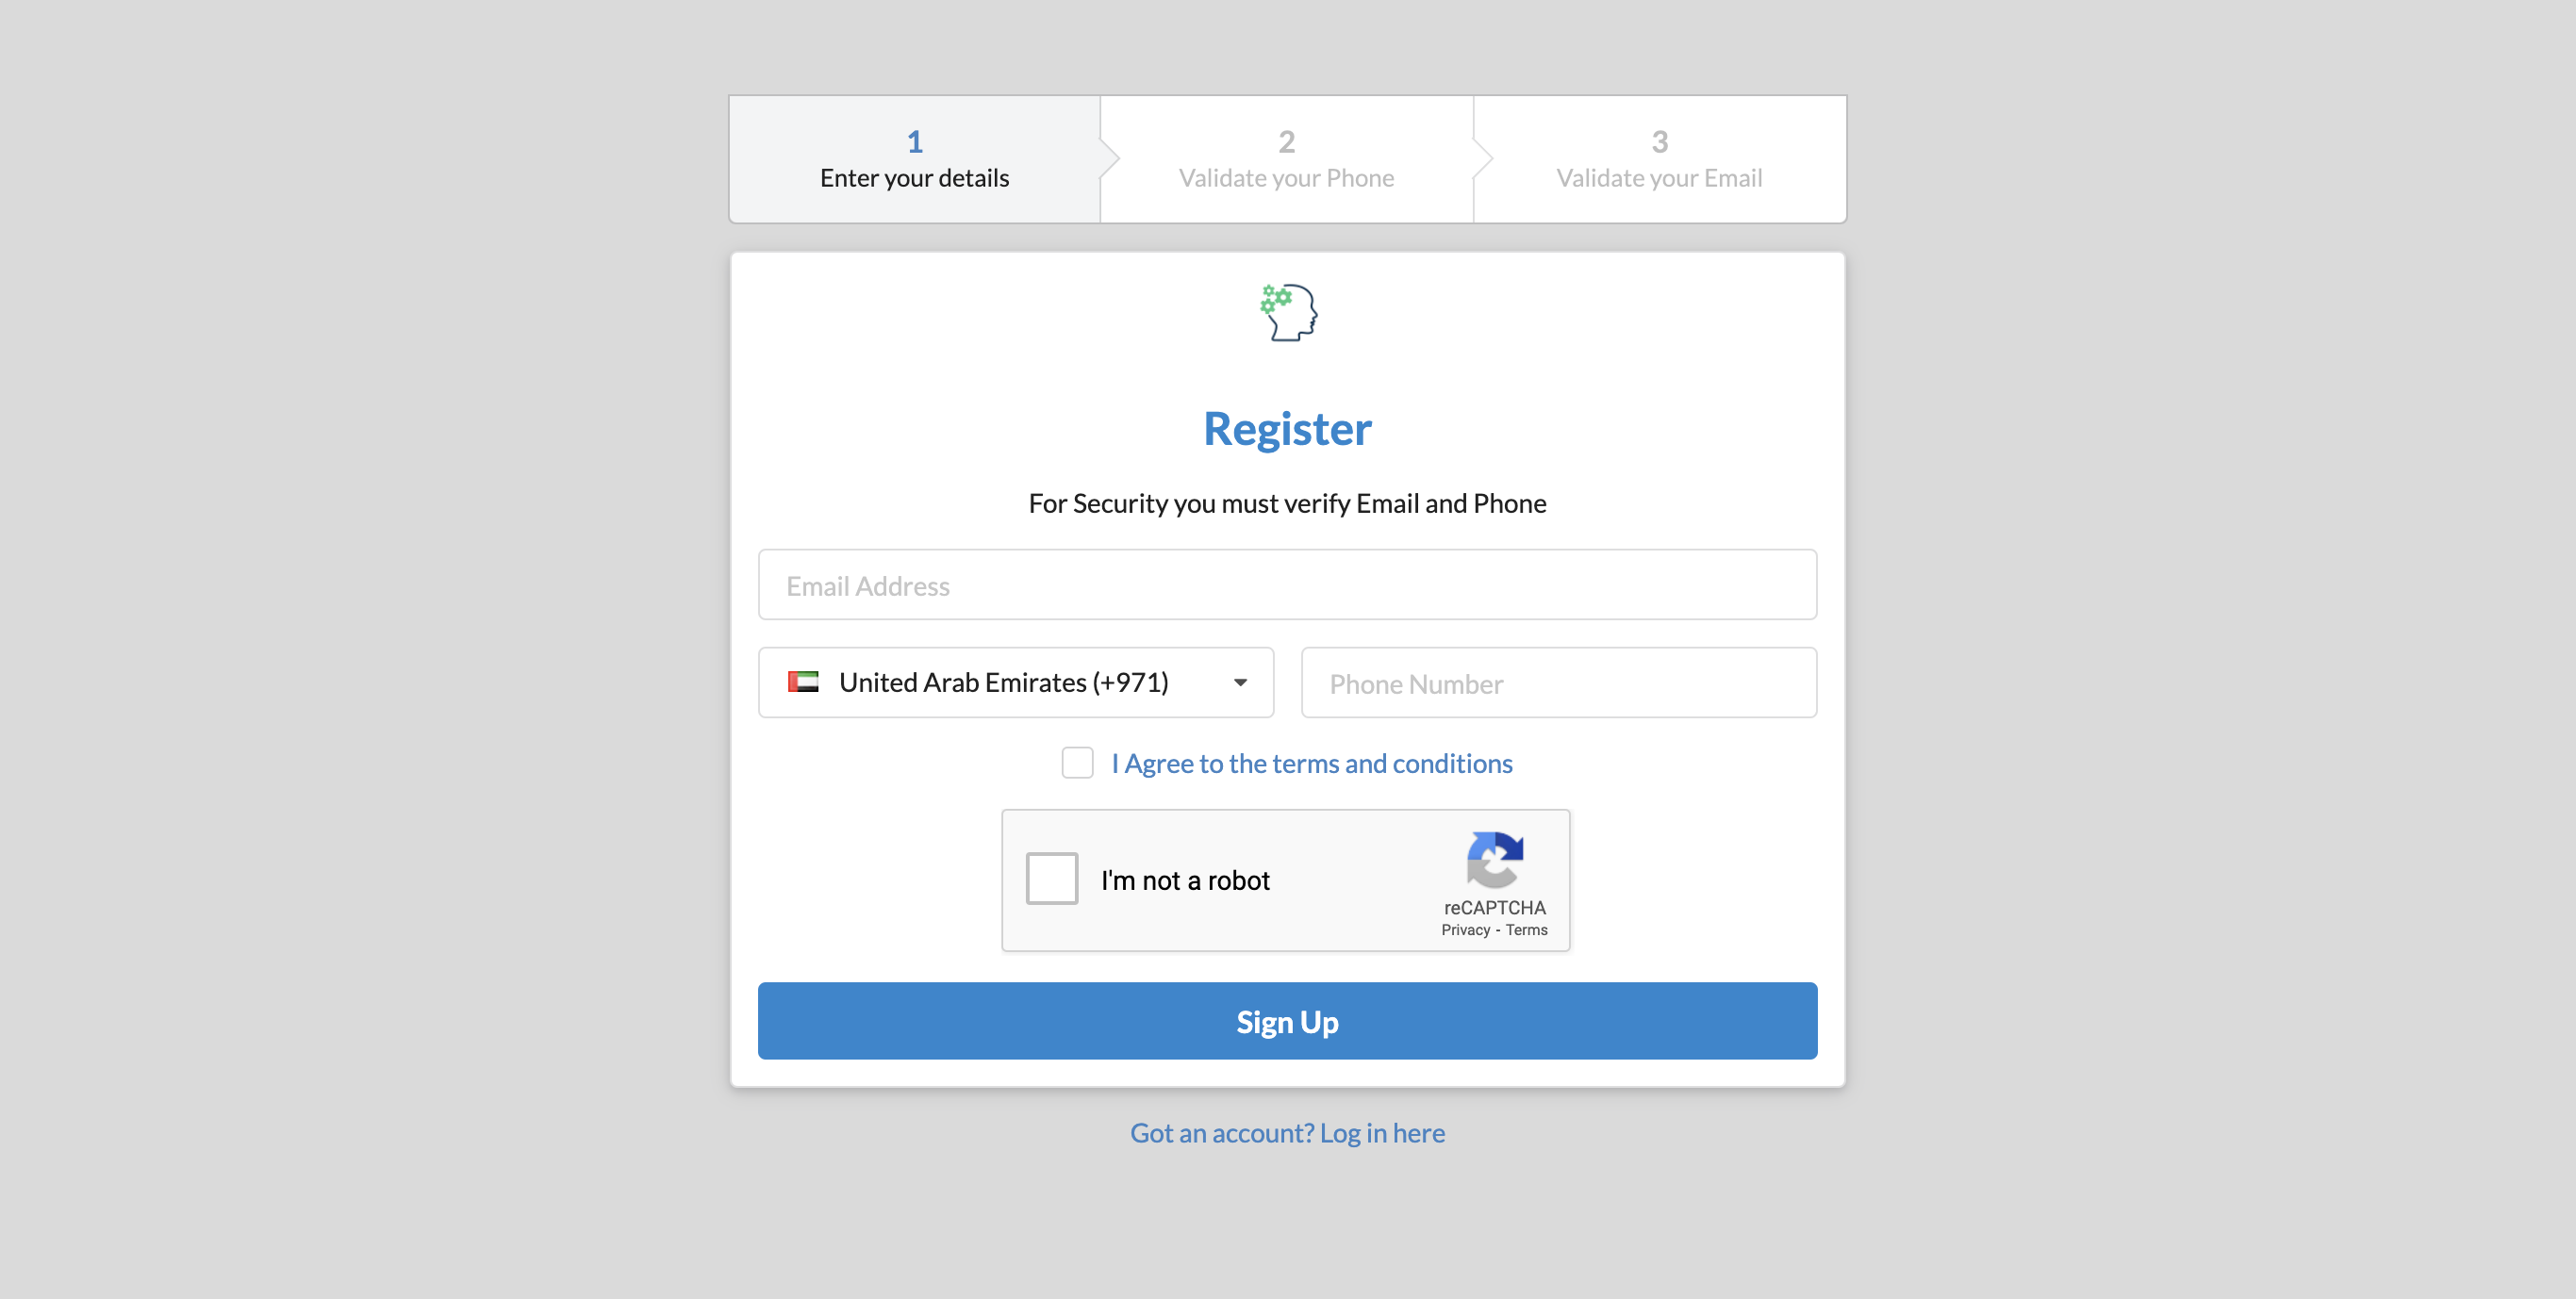 1
Enter your details
2
Validate your Phone
3
Validate your Email
Register
For Security you must verify Email and Phone
Email Address
United Arab Emirates (+971)
Phone Number
I Agree to the terms and conditions
I'm not a robot
reCAPTCHA
Privacy - Terms
Sign Up
Got an account? Log in here